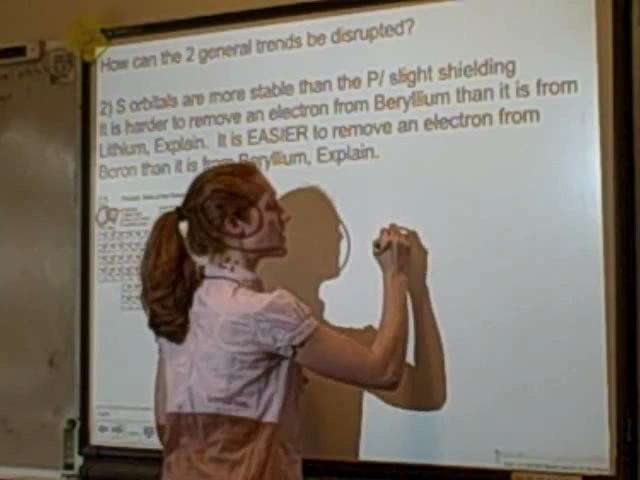 How can the 2 general trends be disrupted?
2) S orbitals are more stable than the P/ slight shielding
It is harder to remove an electron from Beryllium than it is from
Lithium, Explain. It is EASIER to remove an electron from
Boron than it is from Beryllium, Explain.